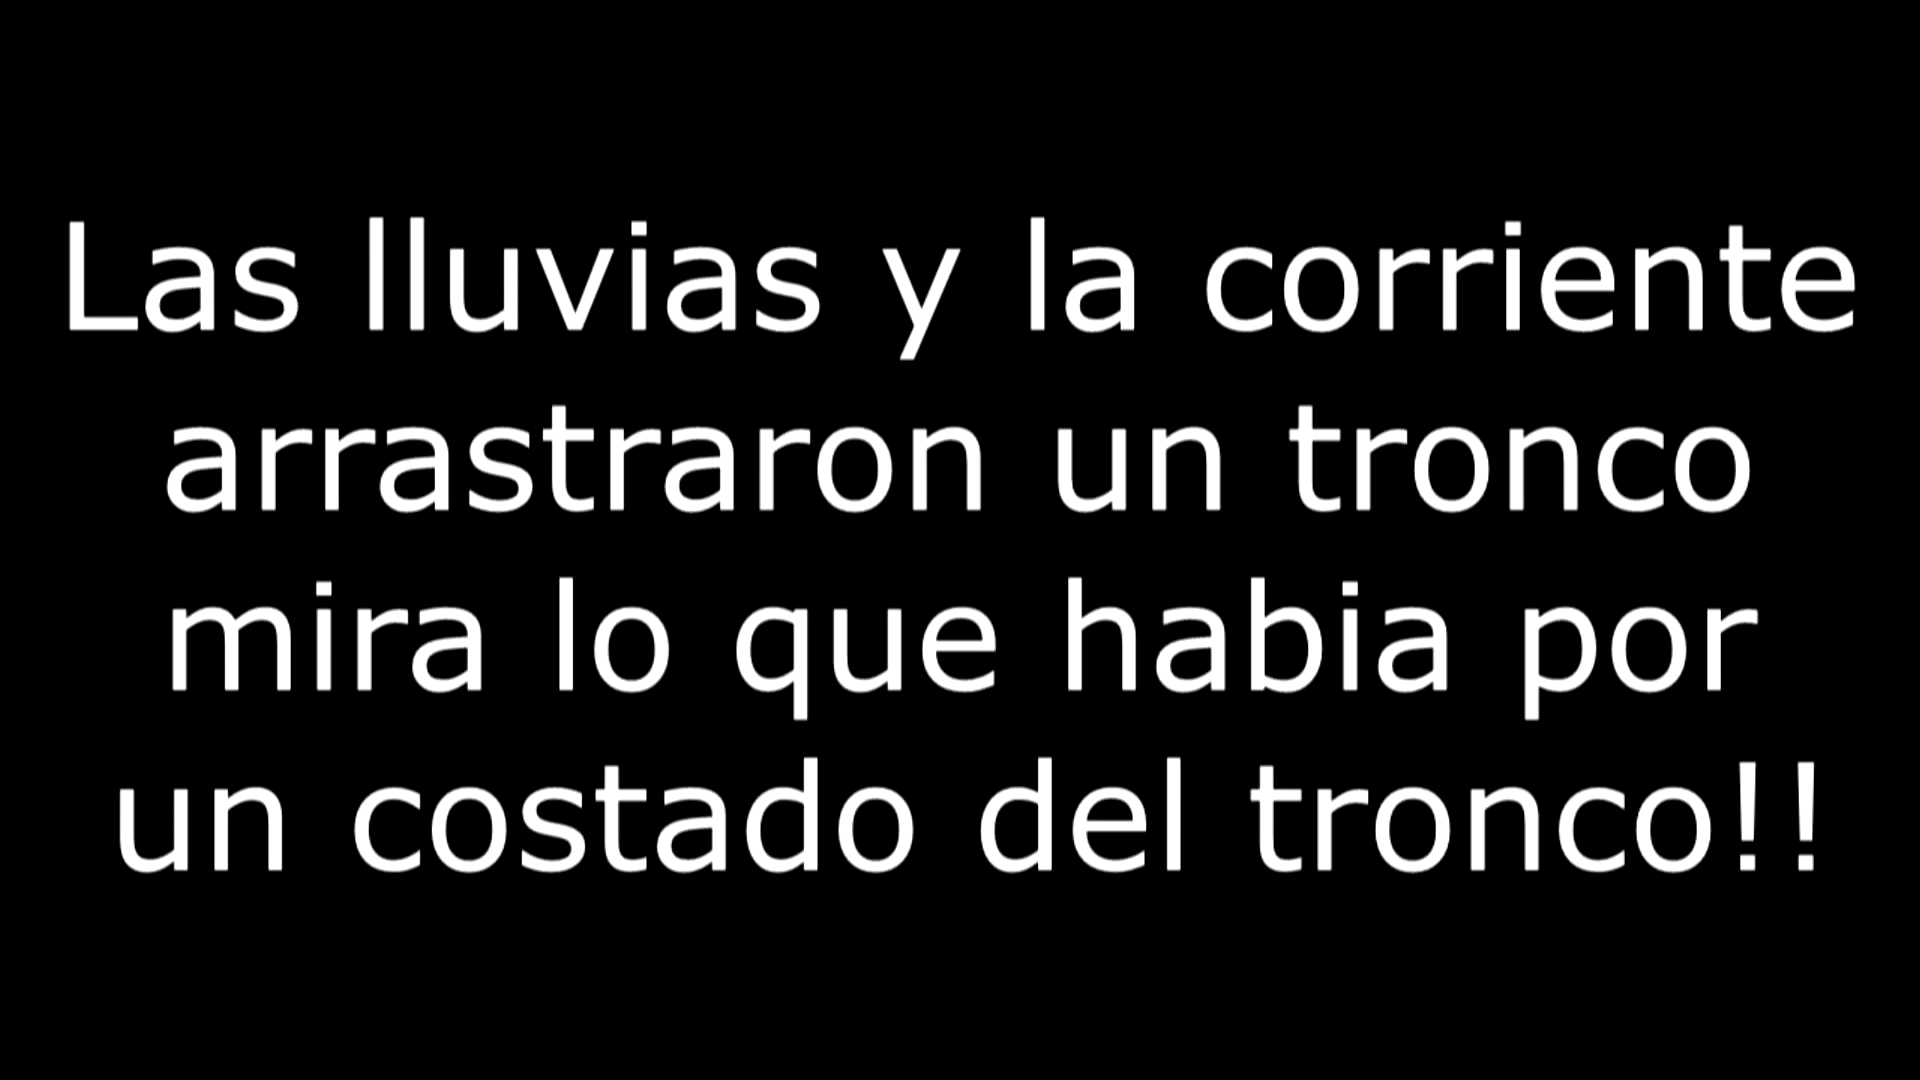 Las lluvias y la corriente
arrastraron un tronco
mira lo que habia por
un costado del tronco!!